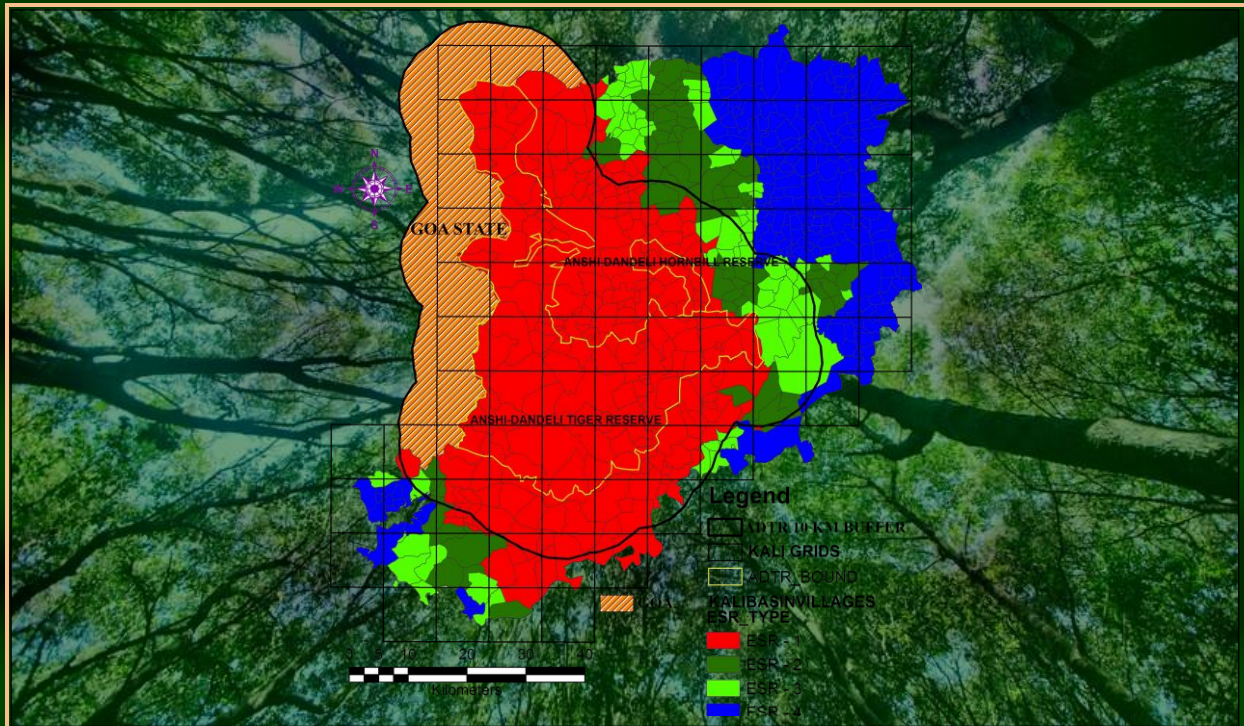 N
W E
S
GOA STATE
ANSHI DANDELI HORNBILL RESERVE
ANSHI-DANDELI TIGER RESERVE
Legend
ADTR 10 KM BUFFER
KALI GRIDS
ADTR_BOUND
GOA
KALIBASINVILLAGES
ESR_TYPE
ESR - 1
ESR - 2
ESR - 3
ESR - 4
0 5 10 20 30 40
Kilometers